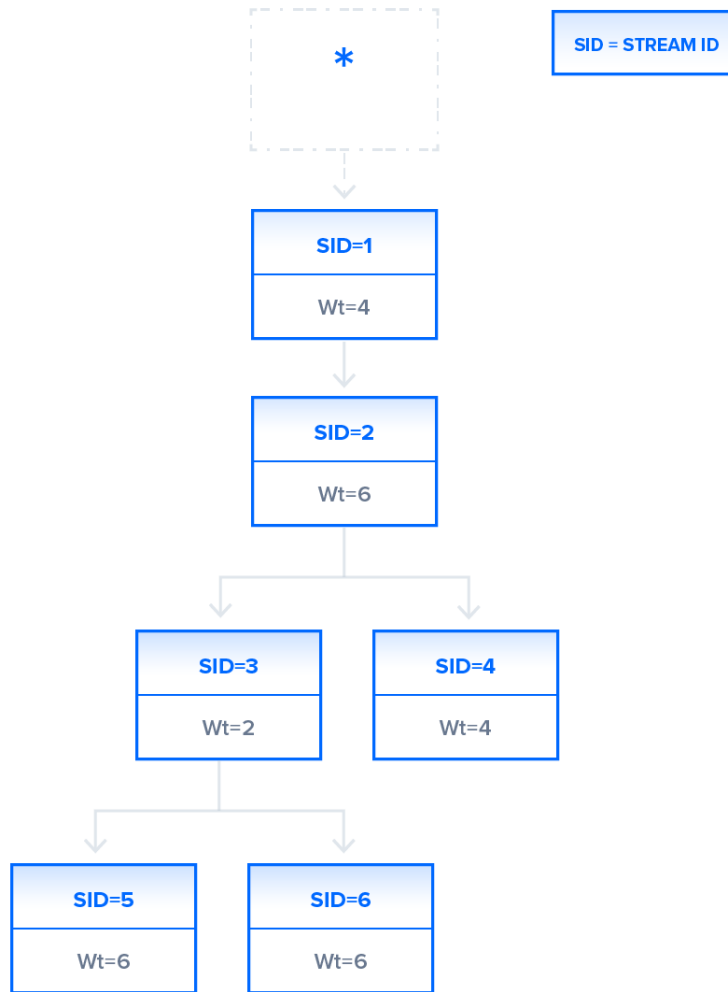 *
SID = STREAM ID
SID=1
Wt=4
SID=2
Wt=6
SID=3
Wt=2
SID=4
Wt=4
SID=5
Wt=6
SID=6
Wt=6